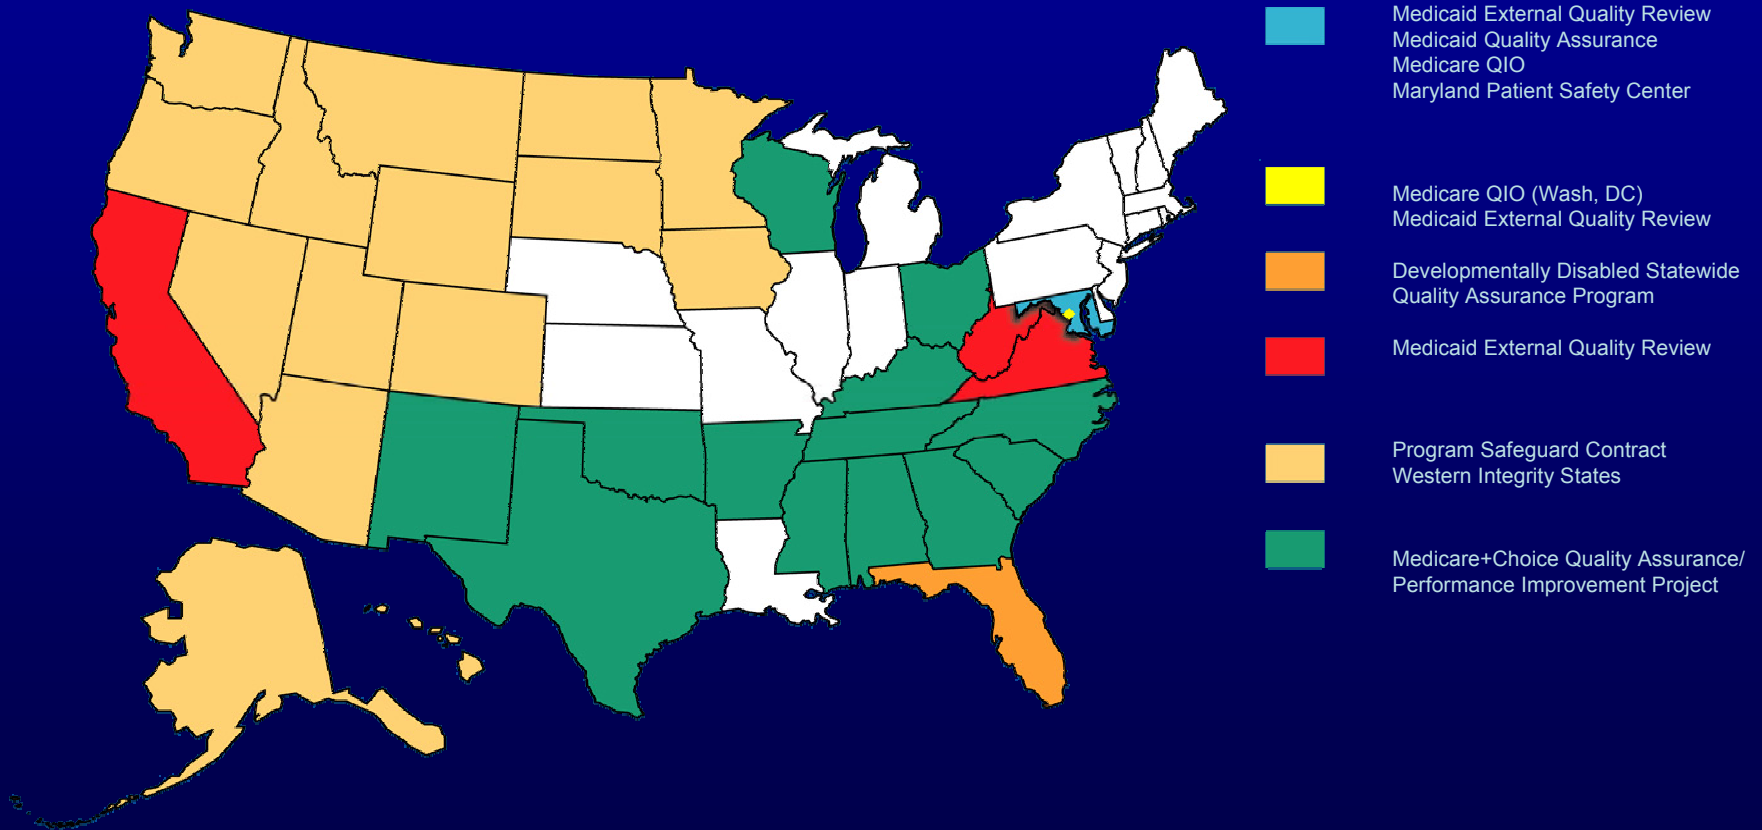 Medicaid External Quality Review
Medicaid Quality Assurance
Medicare QIO
Maryland Patient Safety Center
Medicare QIO (Wash, DC)
Medicaid External Quality Review
Developmentally Disabled Statewide
Quality Assurance Program
Medicaid External Quality Review
Program Safeguard Contract
Western Integrity States
Medicare+Choice Quality Assurance/
Performance Improvement Project